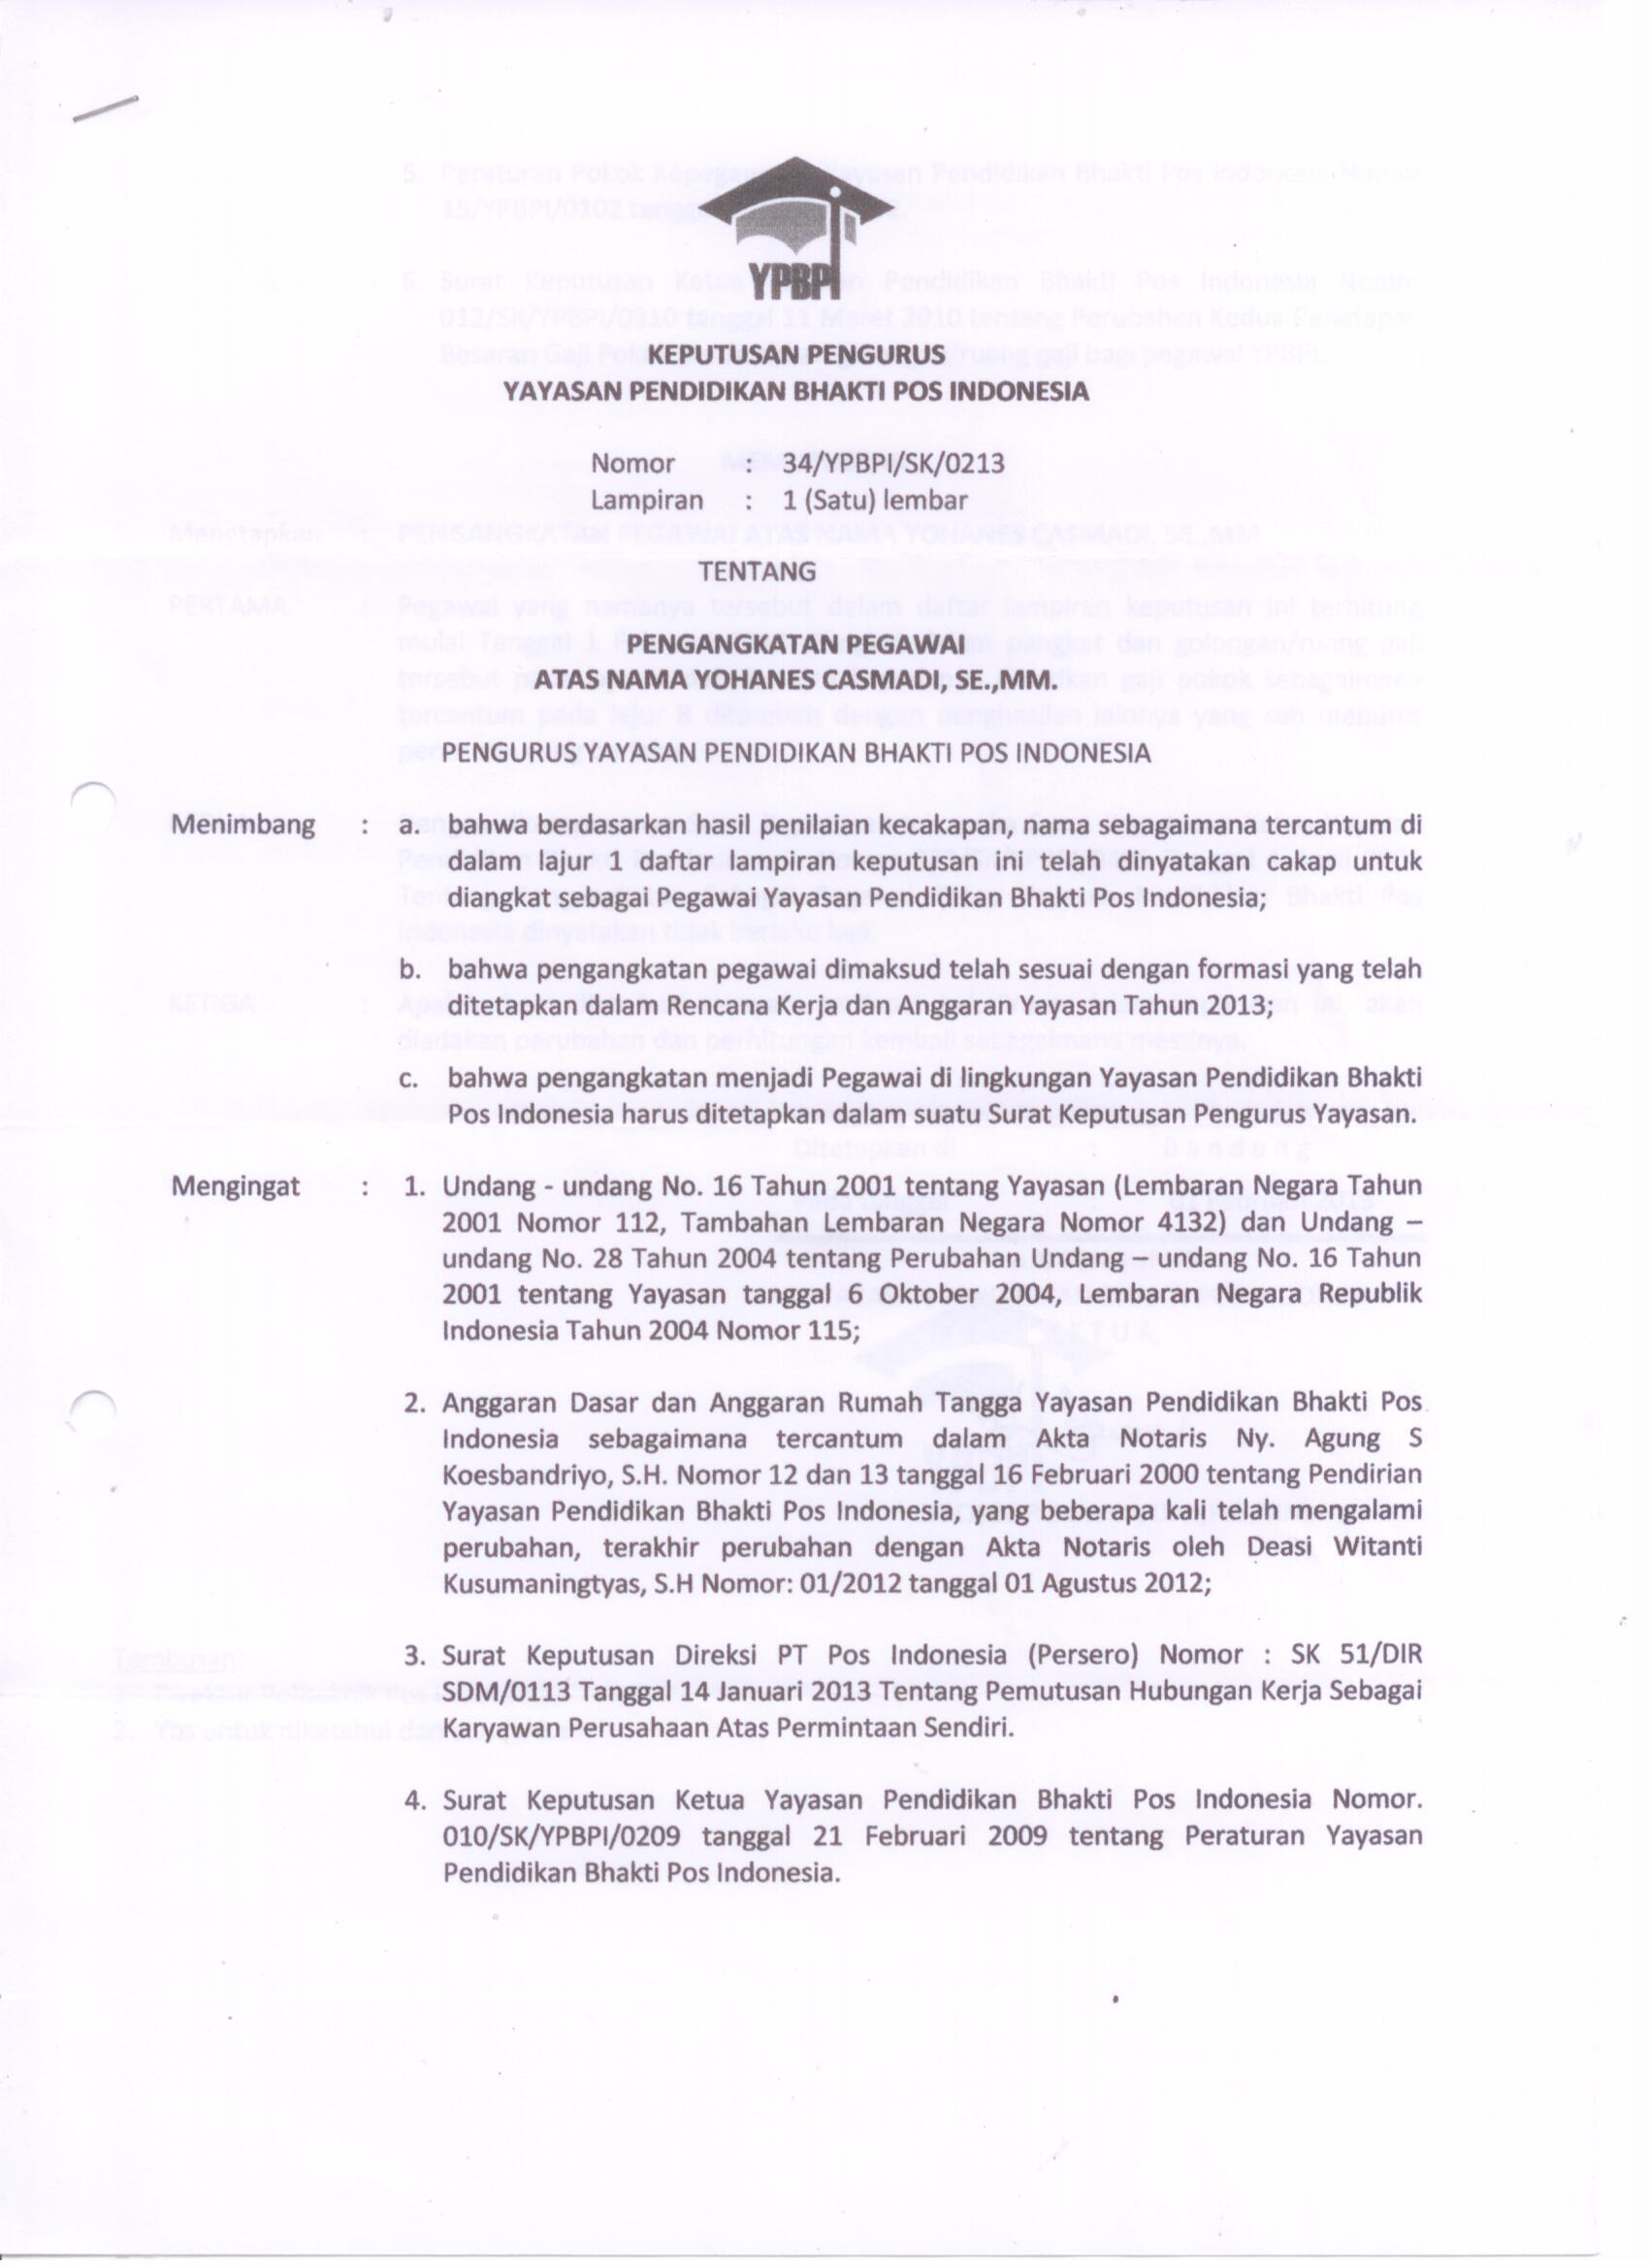 YPBPI
KEPUTUSAN PENGURUS
YAYASAN PENDIDIKAN BHAKTI POS INDONESIA
Nomor : 34/YPBPI/SK/0213
Lampiran : 1 (Satu) lembar
TENTANG
PENGANGKATAN PEGAWAI
ATAS NAMA YOHANES CASMADI, SE.,MM.
PENGURUS YAYASAN PENDIDIKAN BHAKTI POS INDONESIA
Menimbang : a. bahwa berdasarkan hasil penilaian kecakapan, nama sebagaimana tercantum di
dalam lajur 1 daftar lampiran keputusan ini telah dinyatakan cakap untuk
diangkat sebagai Pegawai Yayasan Pendidikan Bhakti Pos Indonesia;
b. bahwa pengangkatan pegawai dimaksud telah sesuai dengan formasi yang telah
ditetapkan dalam Rencana Kerja dan Anggaran Yayasan Tahun 2013;
c. bahwa pengangkatan menjadi Pegawai di lingkungan Yayasan Pendidikan Bhakti
Pos Indonesia harus ditetapkan dalam suatu Surat Keputusan Pengurus Yayasan.
Mengingat : 1. Undang - undang No. 16 Tahun 2001 tentang Yayasan (Lembaran Negara Tahun
2001 Nomor 112, Tambahan Lembaran Negara Nomor 4132) dan Undang –
undang No. 28 Tahun 2004 tentang Perubahan Undang – undang No. 16 Tahun
2001 tentang Yayasan tanggal 6 Oktober 2004, Lembaran Negara Republik
Indonesia Tahun 2004 Nomor 115;
2. Anggaran Dasar dan Anggaran Rumah Tangga Yayasan Pendidikan Bhakti Pos
Indonesia sebagaimana tercantum dalam Akta Notaris Ny. Agung S
Koesbandriyo, S.H. Nomor 12 dan 13 tanggal 16 Februari 2000 tentang Pendirian
Yayasan Pendidikan Bhakti Pos Indonesia, yang beberapa kali telah mengalami
perubahan, terakhir perubahan dengan Akta Notaris oleh Deasi Witanti
Kusumaningtyas, S.H Nomor: 01/2012 tanggal 01 Agustus 2012;
3. Surat Keputusan Direksi PT Pos Indonesia (Persero) Nomor : SK 51/DIR
SDM/0113 Tanggal 14 Januari 2013 Tentang Pemutusan Hubungan Kerja Sebagai
Karyawan Perusahaan Atas Permintaan Sendiri.
4. Surat Keputusan Ketua Yayasan Pendidikan Bhakti Pos Indonesia Nomor.
010/SK/YPBPI/0209 tanggal 21 Februari 2009 tentang Peraturan Yayasan
Pendidikan Bhakti Pos Indonesia.